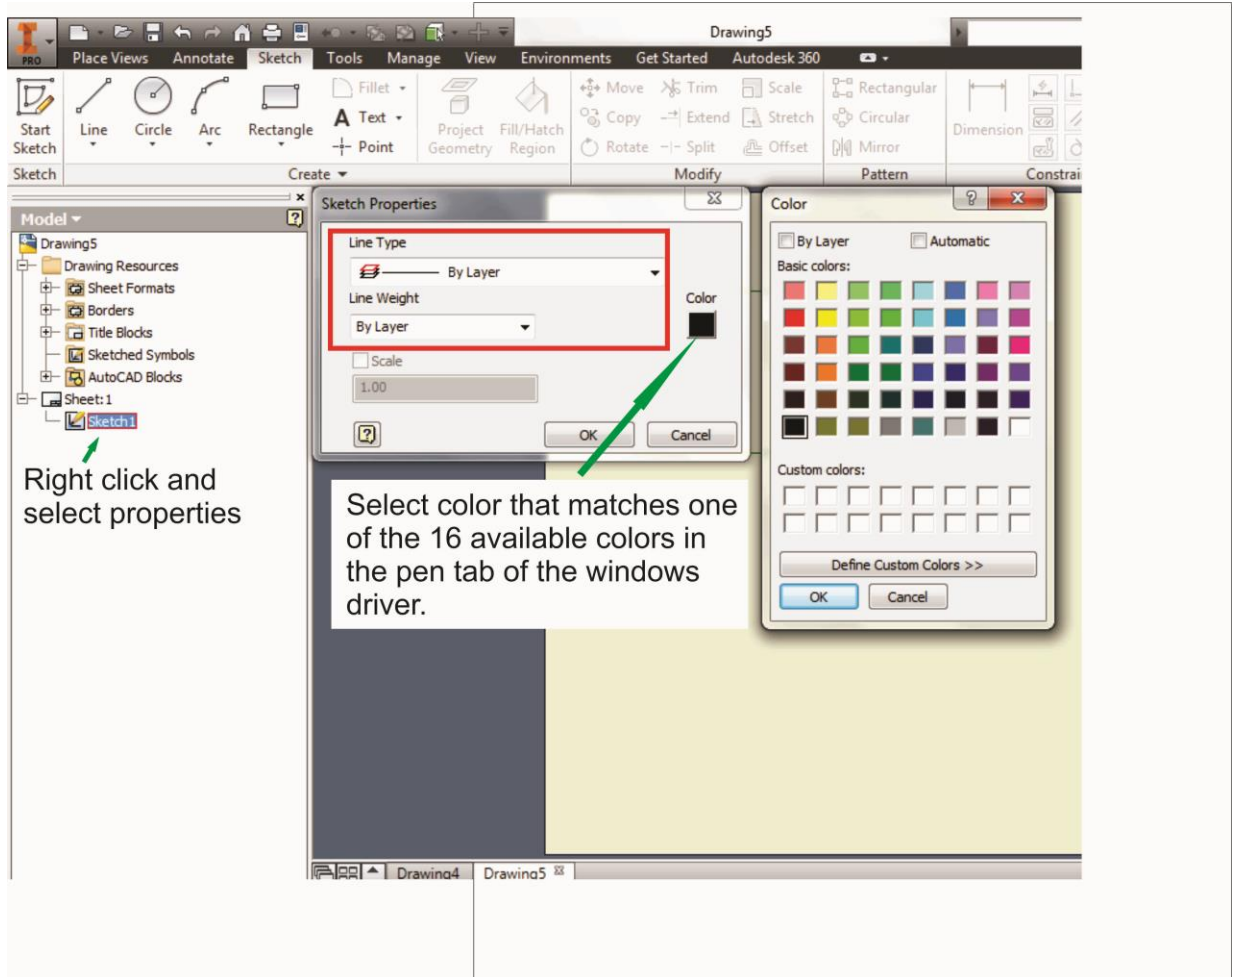 Drawing5
PRO
Place Views Annotate Sketch Tools Manage View Environments Get Started Autodesk 360
Start Sketch
Line
Circle
Arc
Rectangle
Fillet
Text
Point
Project Geometry
Fill/Hatch Region
Move
Copy
Rotate
Trim
Extend
Split
Scale
Stretch
Offset
Rectangular
Circular
Mirror
Dimension
Sketch
Create
Modify
Pattern
Constrai
Model
Drawing5
Drawing Resources
Sheet Formats
Borders
Title Blocks
Sketched Symbols
AutoCAD Blocks
Sheet:1
Sketch1
Right click and
select properties
Sketch Properties
Line Type
By Layer
Line Weight
By Layer
Color
Scale
1.00
OK Cancel
Select color that matches one
of the 16 available colors in
the pen tab of the windows
driver.
Color
By Layer Automatic
Basic colors:
Custom colors:
Define Custom Colors >>
OK Cancel
Drawing4 Drawing5